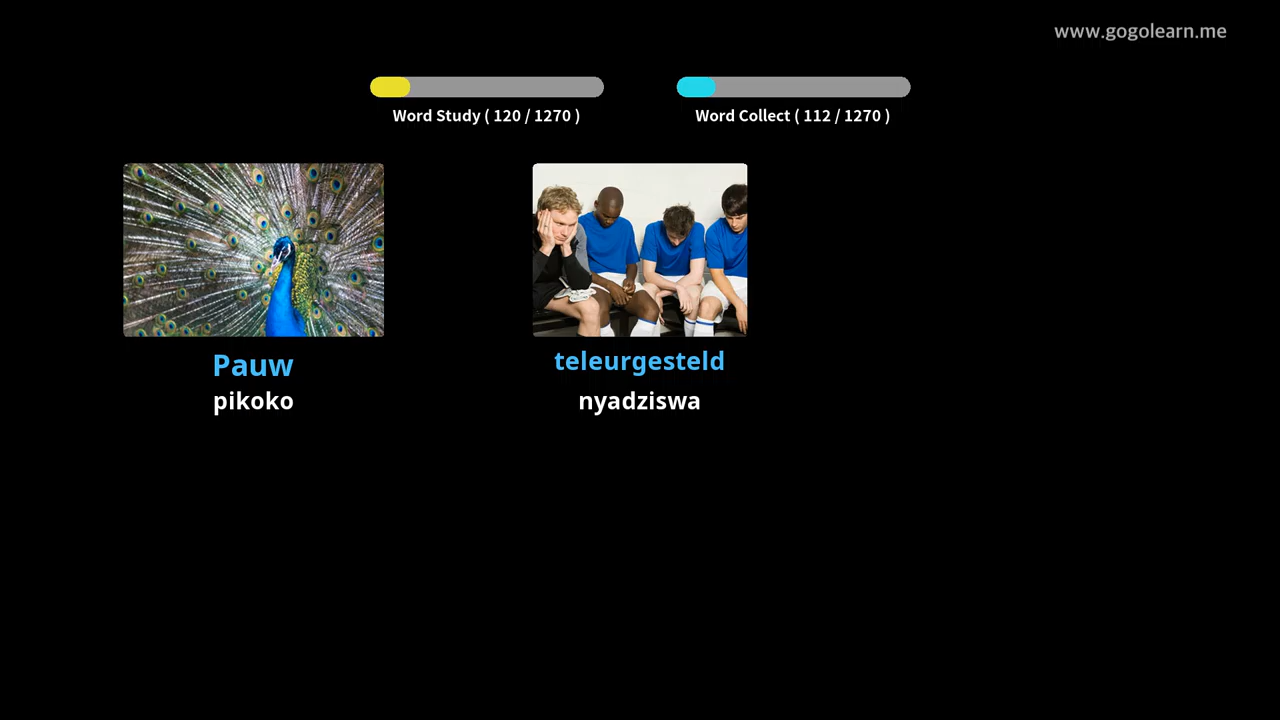 www.gogolearn.me
Word Study ( 120 / 1270 )
Word Collect ( 112 / 1270 )
Pauw
pikoko
teleurgesteld
nyadziswa